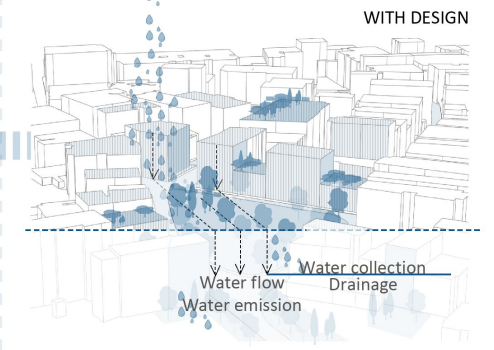 WITH DESIGN
Water collection
Drainage
Water flow
Water emission